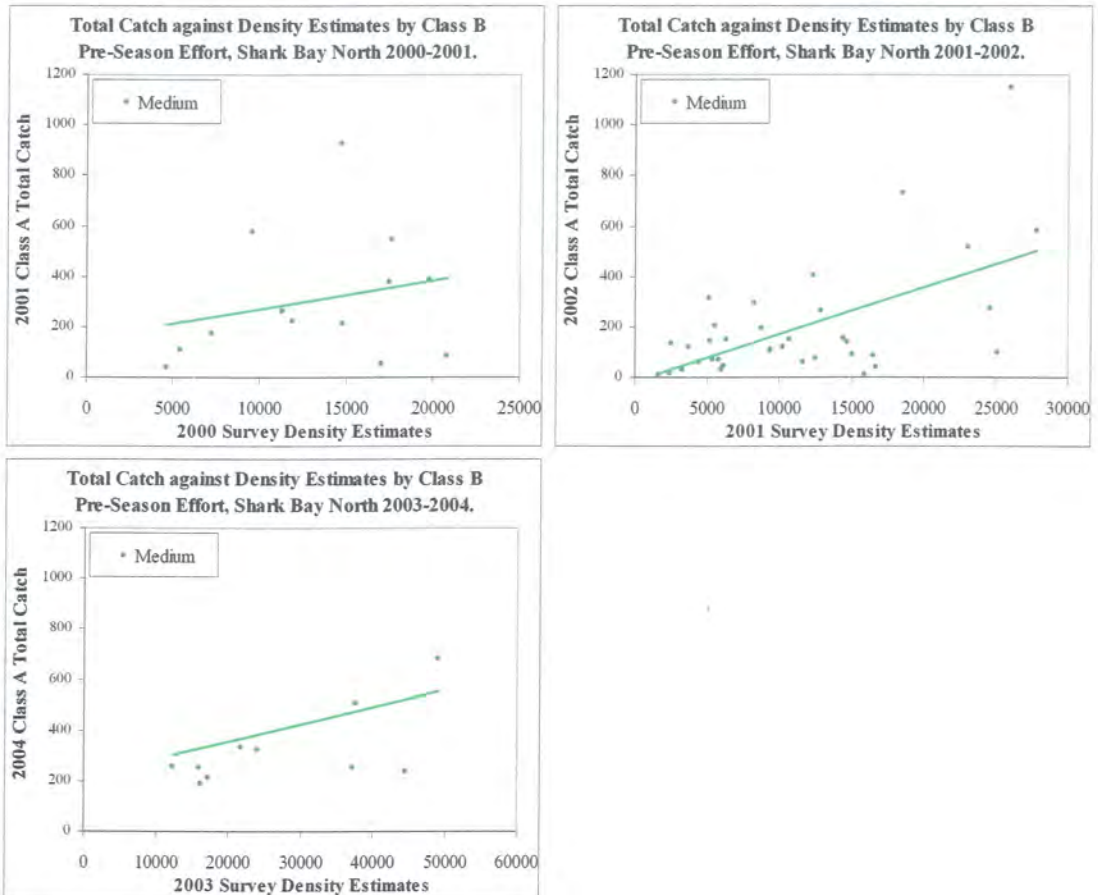 Total Catch against Density Estimates by Class B
Pre-Season Effort, Shark Bay North 2000-2001.
1200
1000
800
600
400
200
0
Medium
2001 Class A Total Catch
0 5000 10000 15000 20000 25000
2000 Survey Density Estimates
Total Catch against Density Estimates by Class B
Pre-Season Effort, Shark Bay North 2001-2002.
1200
1000
800
600
400
200
0
Medium
2002 Class A Total Catch
0 5000 10000 15000 20000 25000 30000
2001 Survey Density Estimates
Total Catch against Density Estimates by Class B
Pre-Season Effort, Shark Bay North 2003-2004.
1200
1000
800
600
400
200
0
Medium
2004 Class A Total Catch
0 10000 20000 30000 40000 50000 60000
2003 Survey Density Estimates